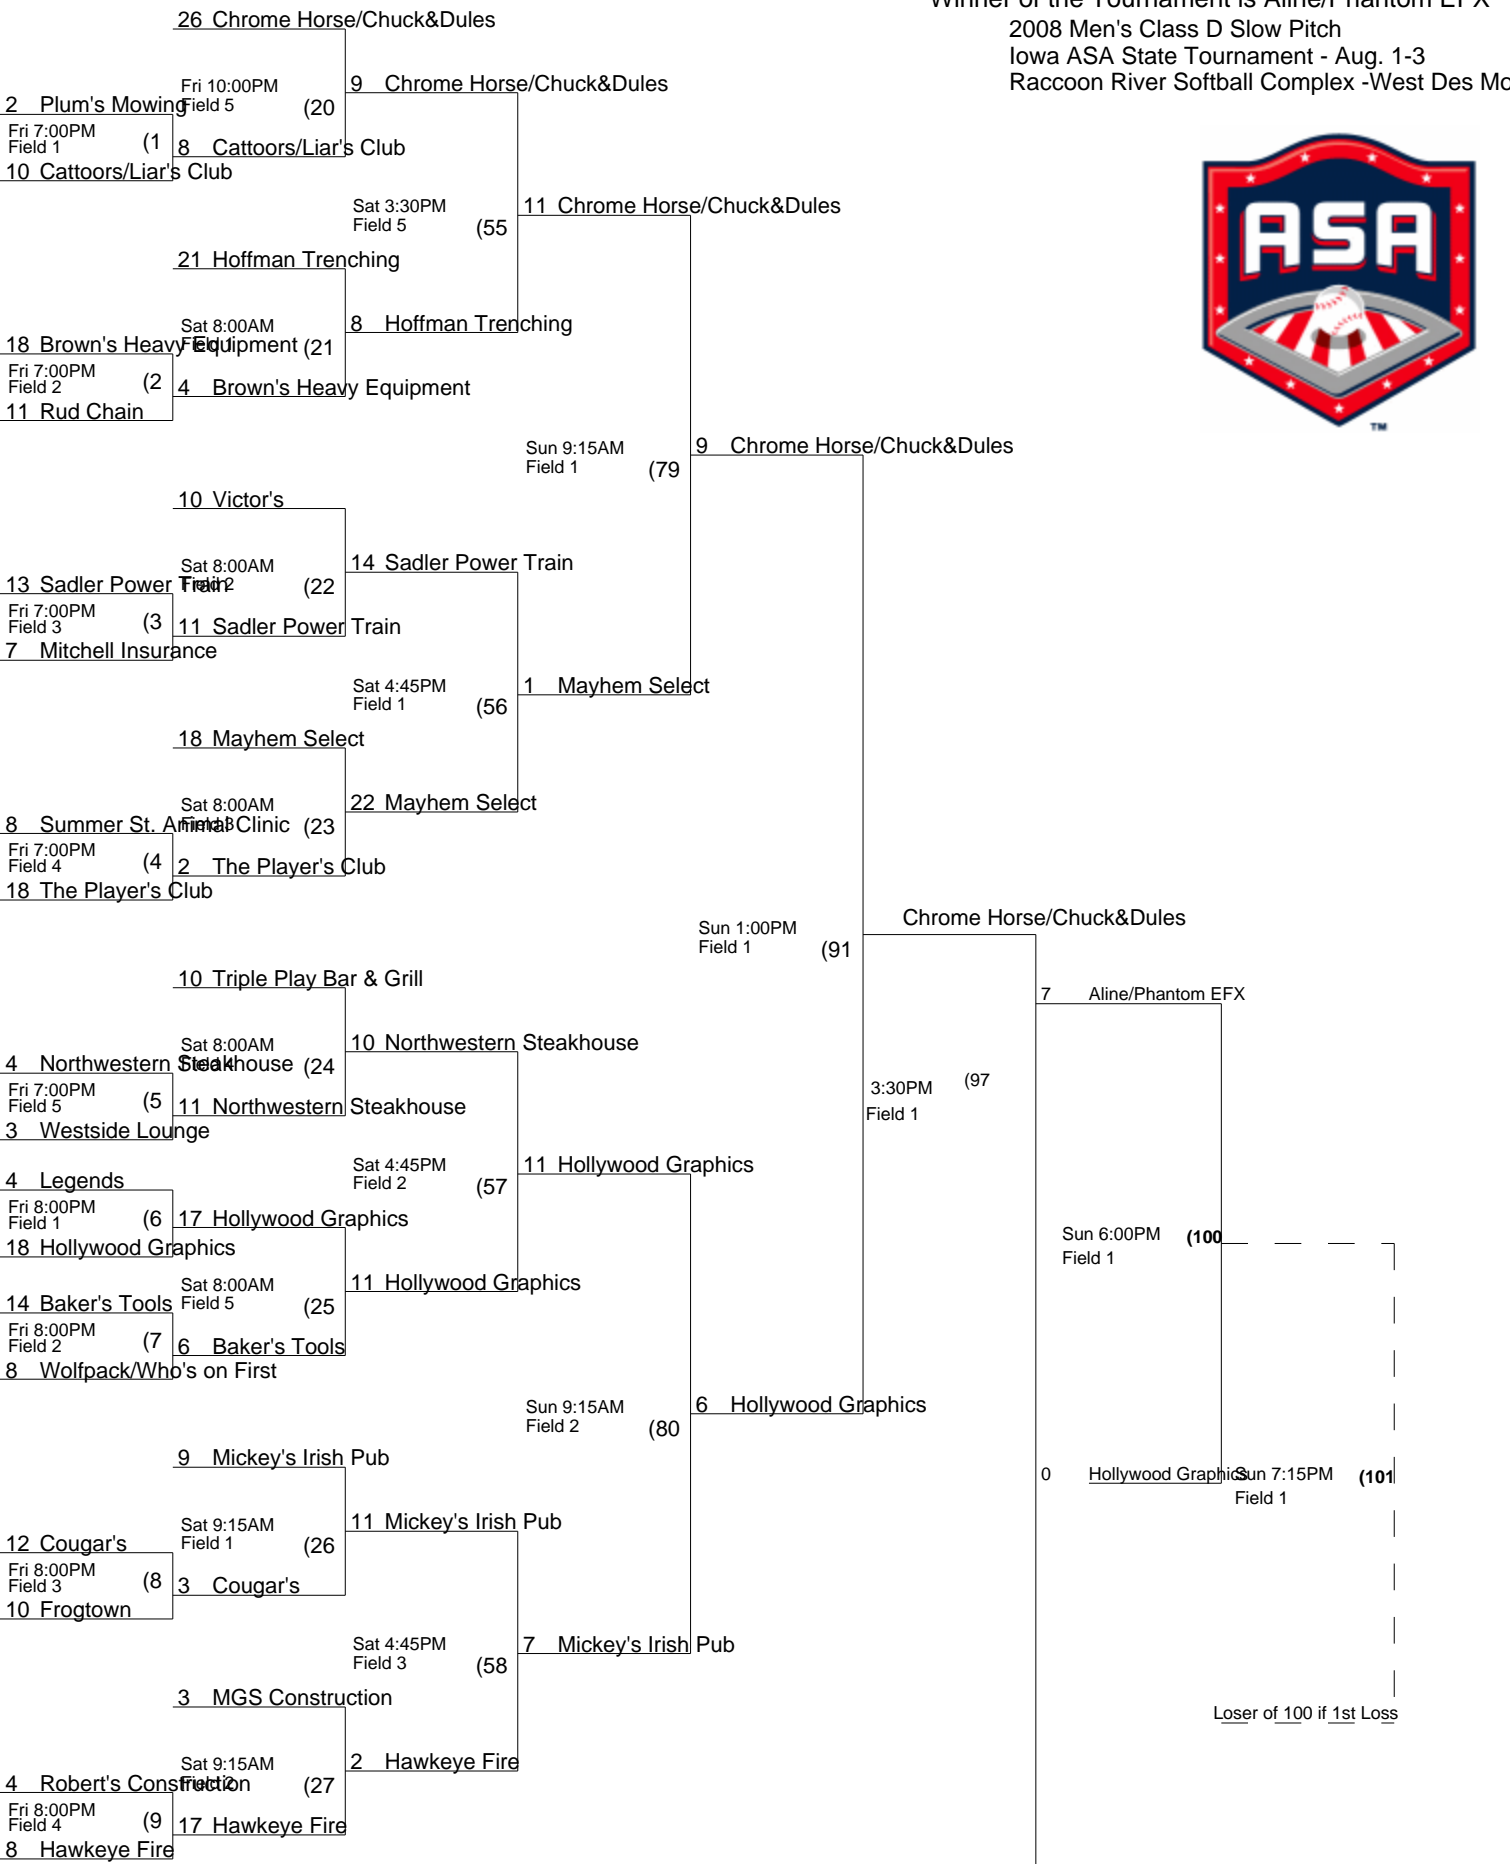 Winner of the Tournament is Aline/Phantom EFX
2008 Men's Class D Slow Pitch
Iowa ASA State Tournament - Aug. 1-3
Raccoon River Softball Complex -West Des Mo
ASA
TM
26 Chrome Horse/Chuck&Dules
Fri 10:00PM
Field 5 (20
9 Chrome Horse/Chuck&Dules
2 Plum's Mowing
Fri 7:00PM
Field 1 (1
8 Cattoors/Liar's Club
10 Cattoors/Liar's Club
Sat 3:30PM
Field 5 (55
11 Chrome Horse/Chuck&Dules
21 Hoffman Trenching
Sat 8:00AM
Field 1 (21
8 Hoffman Trenching
18 Brown's Heavy Equipment
Fri 7:00PM
Field 2 (2
4 Brown's Heavy Equipment
11 Rud Chain
Sun 9:15AM
Field 1 (79
9 Chrome Horse/Chuck&Dules
10 Victor's
Sat 8:00AM
Field 2 (22
14 Sadler Power Train
13 Sadler Power Train
Fri 7:00PM
Field 3 (3
11 Sadler Power Train
7 Mitchell Insurance
Sat 4:45PM
Field 1 (56
1 Mayhem Select
18 Mayhem Select
Sat 8:00AM
Field 3 (23
22 Mayhem Select
8 Summer St. Animal Clinic
Fri 7:00PM
Field 4 (4
2 The Player's Club
18 The Player's Club
Sun 1:00PM
Field 1 (91
Chrome Horse/Chuck&Dules
10 Triple Play Bar & Grill
7 Aline/Phantom EFX
Sat 8:00AM
Field 4 (24
10 Northwestern Steakhouse
4 Northwestern Steakhouse
Fri 7:00PM
Field 5 (5
11 Northwestern Steakhouse
3 Westside Lounge
3:30PM (97
Field 1
4 Legends
Sat 4:45PM
Field 2 (57
11 Hollywood Graphics
Fri 8:00PM
Field 1 (6
17 Hollywood Graphics
18 Hollywood Graphics
Sun 6:00PM (100
Field 1
Sat 8:00AM
Field 5 (25
11 Hollywood Graphics
14 Baker's Tools
Fri 8:00PM
Field 2 (7
6 Baker's Tools
8 Wolfpack/Who's on First
Sun 9:15AM
Field 2 (80
6 Hollywood Graphics
9 Mickey's Irish Pub
0 Hollywood Graphics
Sun 7:15PM (101
Field 1
Sat 9:15AM
Field 1 (26
11 Mickey's Irish Pub
12 Cougar's
Fri 8:00PM
Field 3 (8
3 Cougar's
10 Frogtown
Sat 4:45PM
Field 3 (58
7 Mickey's Irish Pub
3 MGS Construction
Loser of 100 if 1st Loss
Sat 9:15AM
Field 2 (27
2 Hawkeye Fire
4 Robert's Construction
Fri 8:00PM
Field 4 (9
17 Hawkeye Fire
8 Hawkeye Fire